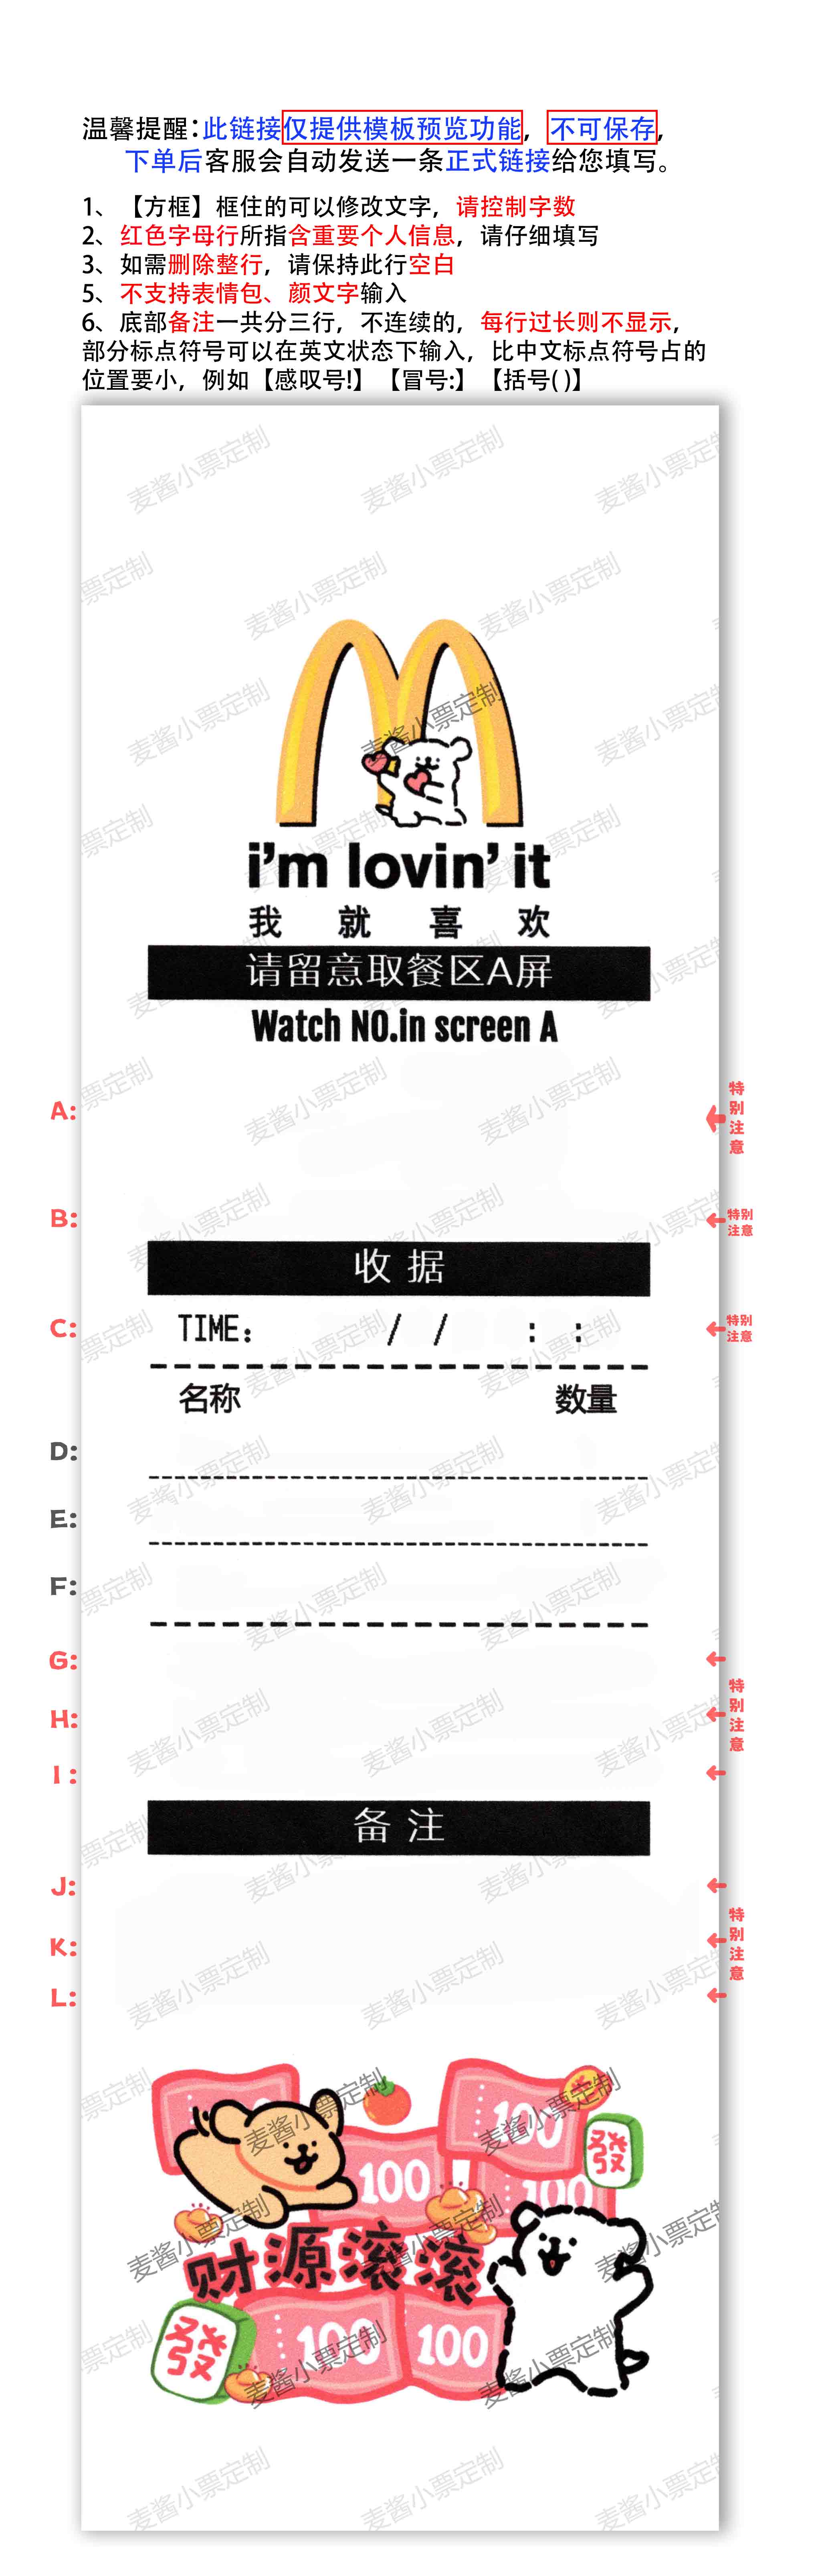 温馨提醒：此链接仅提供模板预览功能，不可保存，
下单后客服会自动发送一条正式链接给您填写。
1、【方框】框住的可以修改文字，请控制字数
2、红色字母行所指含重要个人信息，请仔细填写
3、如需删除整行，请保持此行空白
5、不支持表情包、颜文字输入
6、底部备注一共分三行，不连续的，每行过长则不显示，
部分标点符号可以在英文状态下输入，比中文标点符号占的
位置要小，例如【感叹号!】【冒号:】【括号( )】
麦酱小票定制
i'm lovin' it
我就喜欢
请留意取餐区A屏
Watch NO.in screen A
A:
特别注意
B:
特别注意
收据
C:
TIME： / / : :
特别注意
名称 数量
D:
E:
F:
G:
H:
特别注意
I:
备注
J:
K:
特别注意
L:
100
100
100
發
财源滚滚
發
100
100